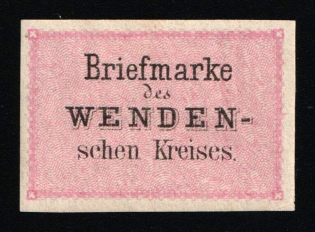 Briefmarke
des
WENDEN-
schen Kreises.